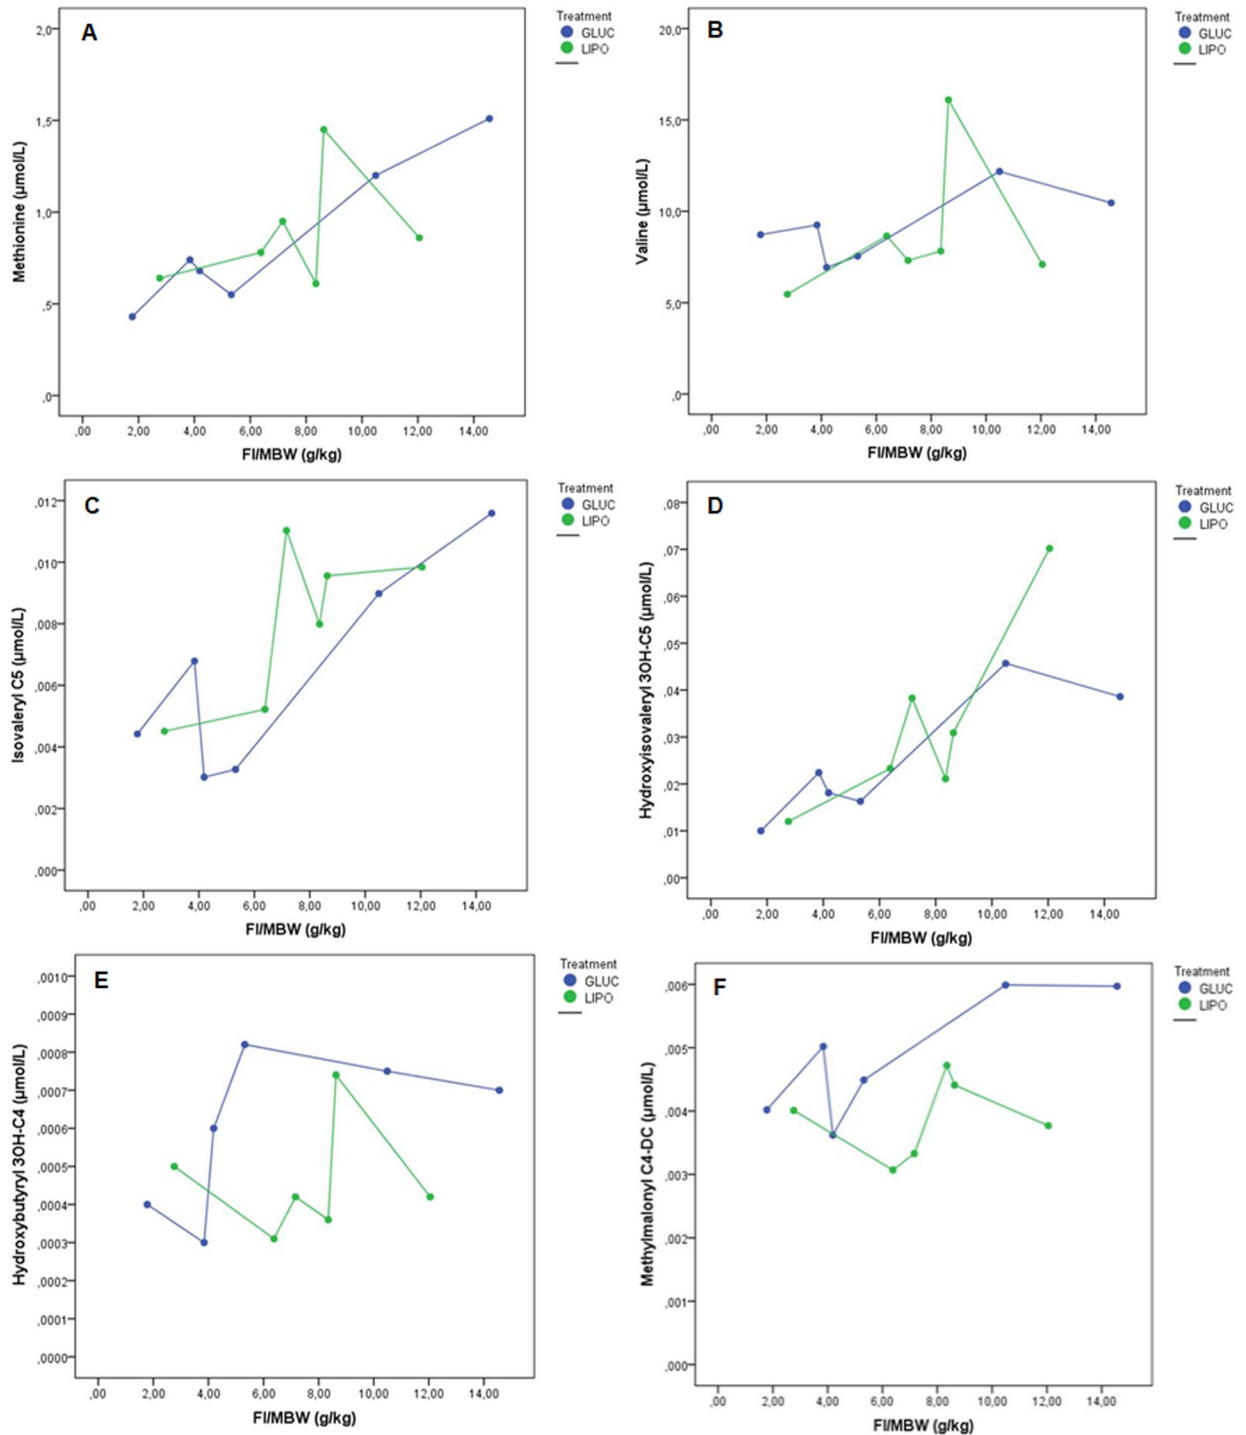 A
Treatment
GLUC
LIPO
2,0
1,5
1,0
,5
,0
Methionine (µmol/L)
,00 2,00 4,00 6,00 8,00 10,00 12,00 14,00
FI/MBW (g/kg)
B
Treatment
GLUC
LIPO
20,0
15,0
10,0
5,0
,0
Valine (µmol/L)
,00 2,00 4,00 6,00 8,00 10,00 12,00 14,00
FI/MBW (g/kg)
C
Treatment
GLUC
LIPO
,012
,010
,008
,006
,004
,002
,000
Isovaleryl C5 (µmol/L)
,00 2,00 4,00 6,00 8,00 10,00 12,00 14,00
FI/MBW (g/kg)
D
Treatment
GLUC
LIPO
,08
,07
,06
,05
,04
,03
,02
,01
,00
Hydroxyisovaleryl 3OH-C5 (µmol/L)
,00 2,00 4,00 6,00 8,00 10,00 12,00 14,00
FI/MBW (g/kg)
E
Treatment
GLUC
LIPO
,0010
,0009
,0008
,0007
,0006
,0005
,0004
,0003
,0002
,0001
,0000
Hydroxybutyryl 3OH-C4 (µmol/L)
,00 2,00 4,00 6,00 8,00 10,00 12,00 14,00
FI/MBW (g/kg)
F
Treatment
GLUC
LIPO
,006
,005
,004
,003
,002
,001
,000
Methylmalonyl C4-DC (µmol/L)
,00 2,00 4,00 6,00 8,00 10,00 12,00 14,00
FI/MBW (g/kg)